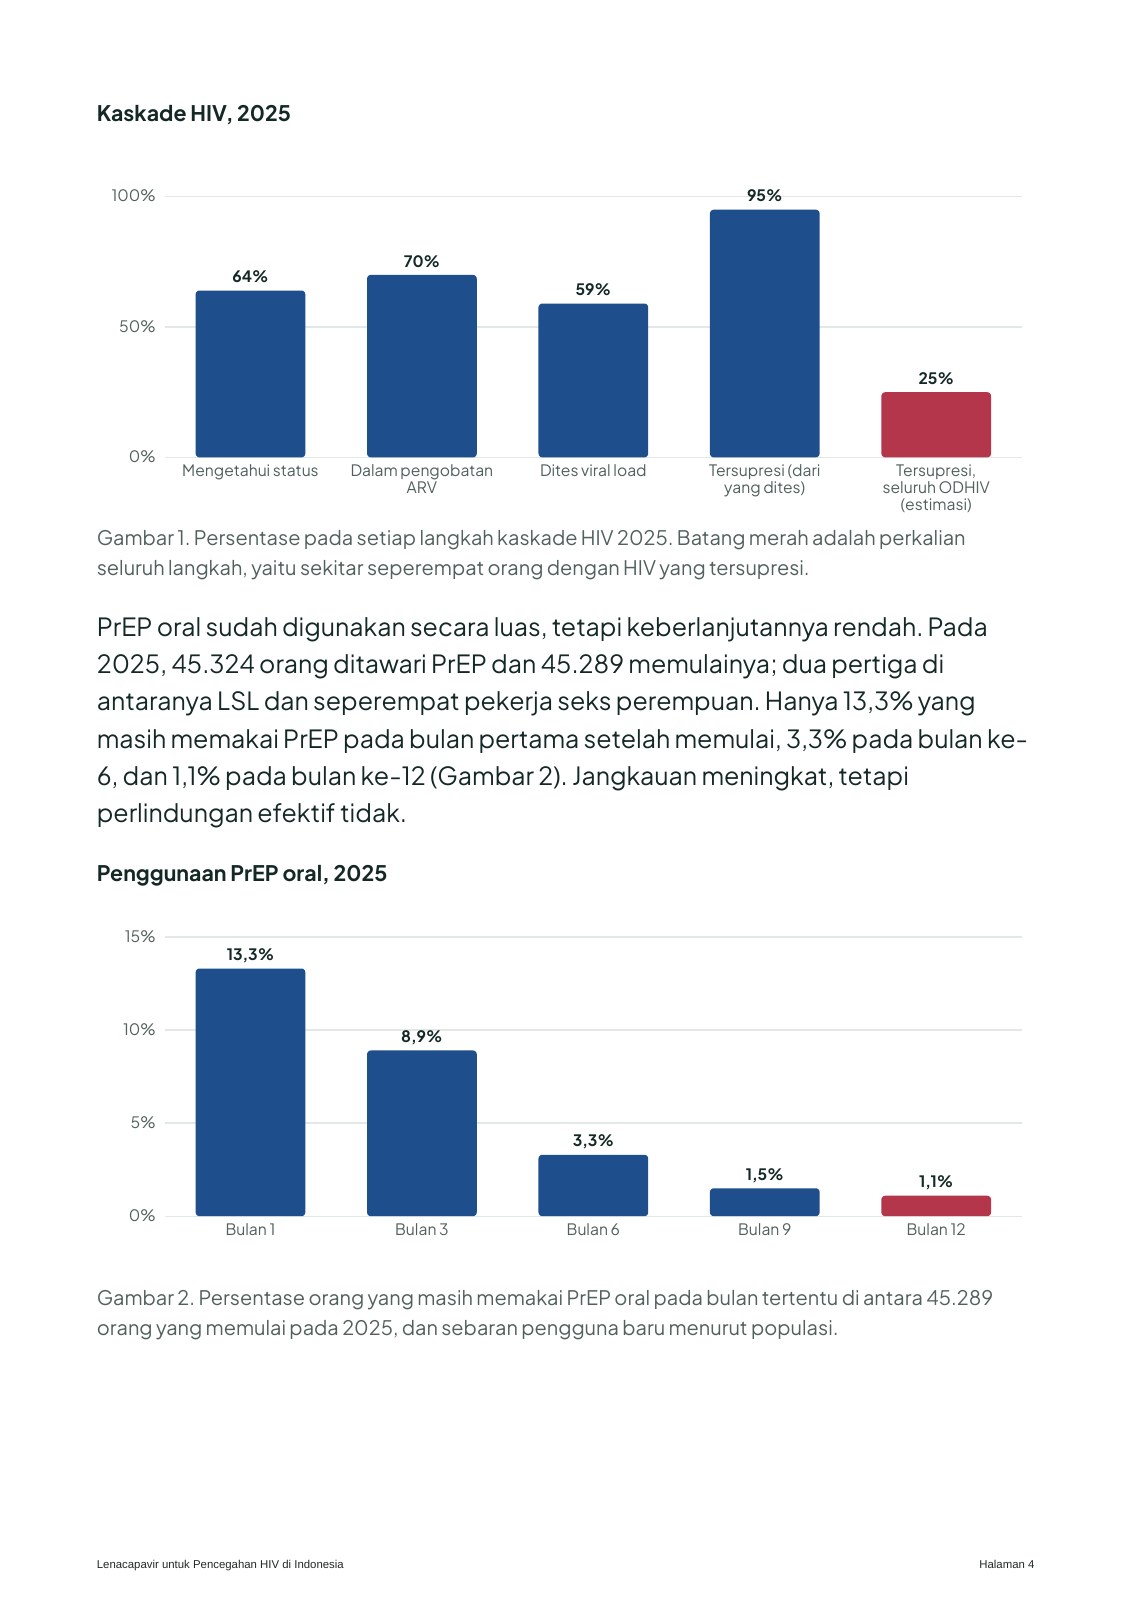 Kaskade HIV, 2025
100%
50%
0%
64%
70%
59%
95%
25%
Mengetahui status
Dalam pengobatan
ARV
Dites viral load
Tersupresi (dari
yang dites)
Tersupresi,
seluruh ODHIV
(estimasi)
Gambar 1. Persentase pada setiap langkah kaskade HIV 2025. Batang merah adalah perkalian
seluruh langkah, yaitu sekitar seperempat orang dengan HIV yang tersupresi.
PrEP oral sudah digunakan secara luas, tetapi keberlanjutannya rendah. Pada
2025, 45.324 orang ditawari PrEP dan 45.289 memulainya; dua pertiga di
antaranya LSL dan seperempat pekerja seks perempuan. Hanya 13,3% yang
masih memakai PrEP pada bulan pertama setelah memulai, 3,3% pada bulan ke-
6, dan 1,1% pada bulan ke-12 (Gambar 2). Jangkauan meningkat, tetapi
perlindungan efektif tidak.
Penggunaan PrEP oral, 2025
15%
10%
5%
0%
13,3%
8,9%
3,3%
1,5%
1,1%
Bulan 1
Bulan 3
Bulan 6
Bulan 9
Bulan 12
Gambar 2. Persentase orang yang masih memakai PrEP oral pada bulan tertentu di antara 45.289
orang yang memulai pada 2025, dan sebaran pengguna baru menurut populasi.
Lenacapavir untuk Pencegahan HIV di Indonesia
Halaman 4